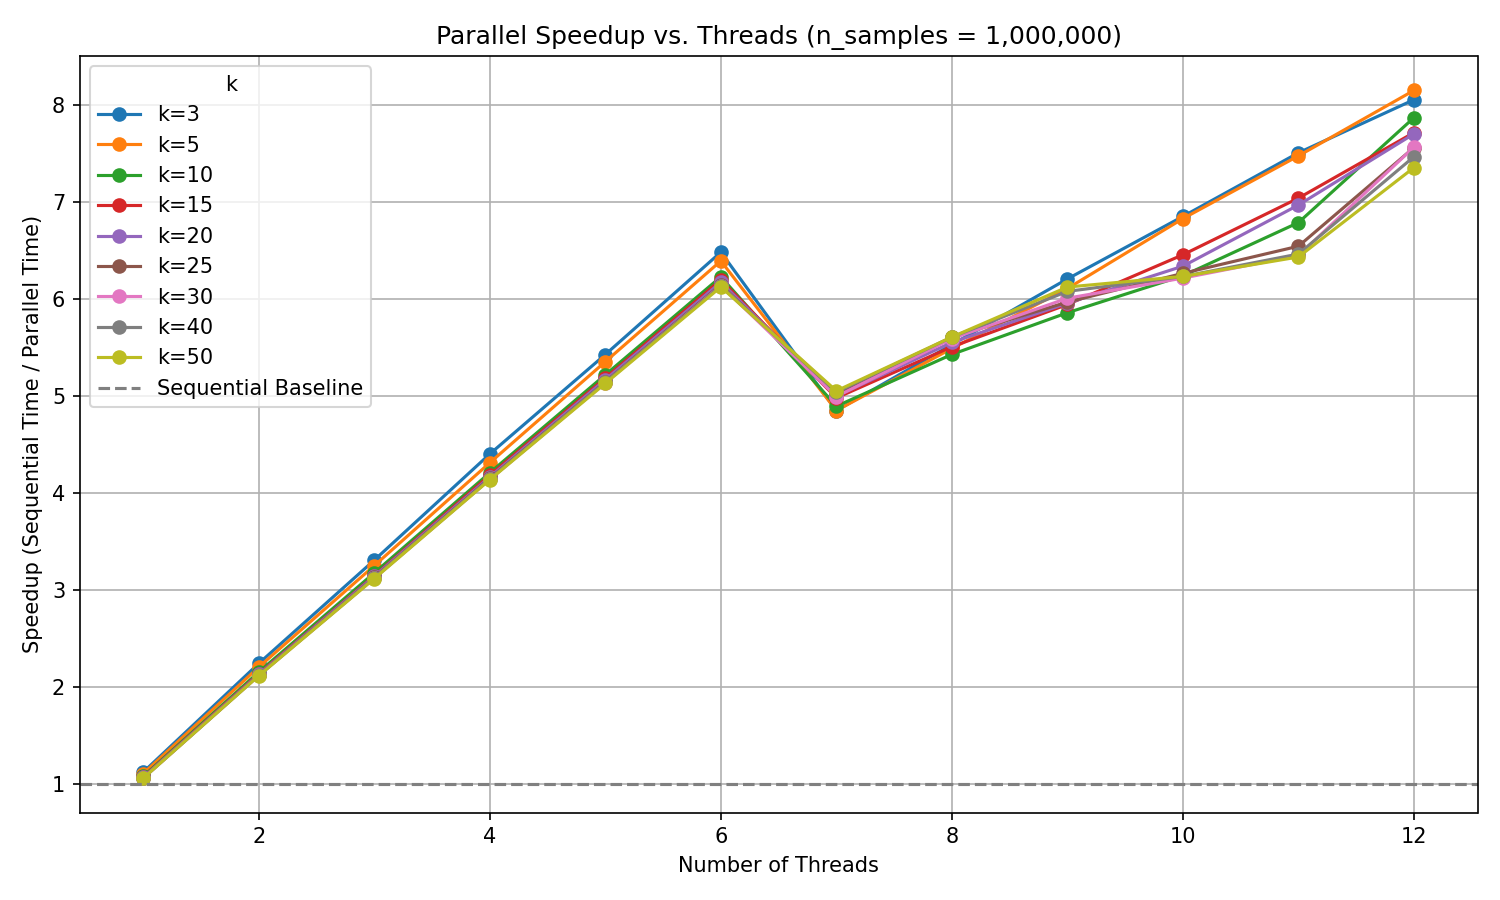 Parallel Speedup vs. Threads (n_samples = 1,000,000)
Speedup (Sequential Time / Parallel Time)
8
7
6
5
4
3
2
1
k
k=3
k=5
k=10
k=15
k=20
k=25
k=30
k=40
k=50
Sequential Baseline
2 4 6 8 10 12
Number of Threads